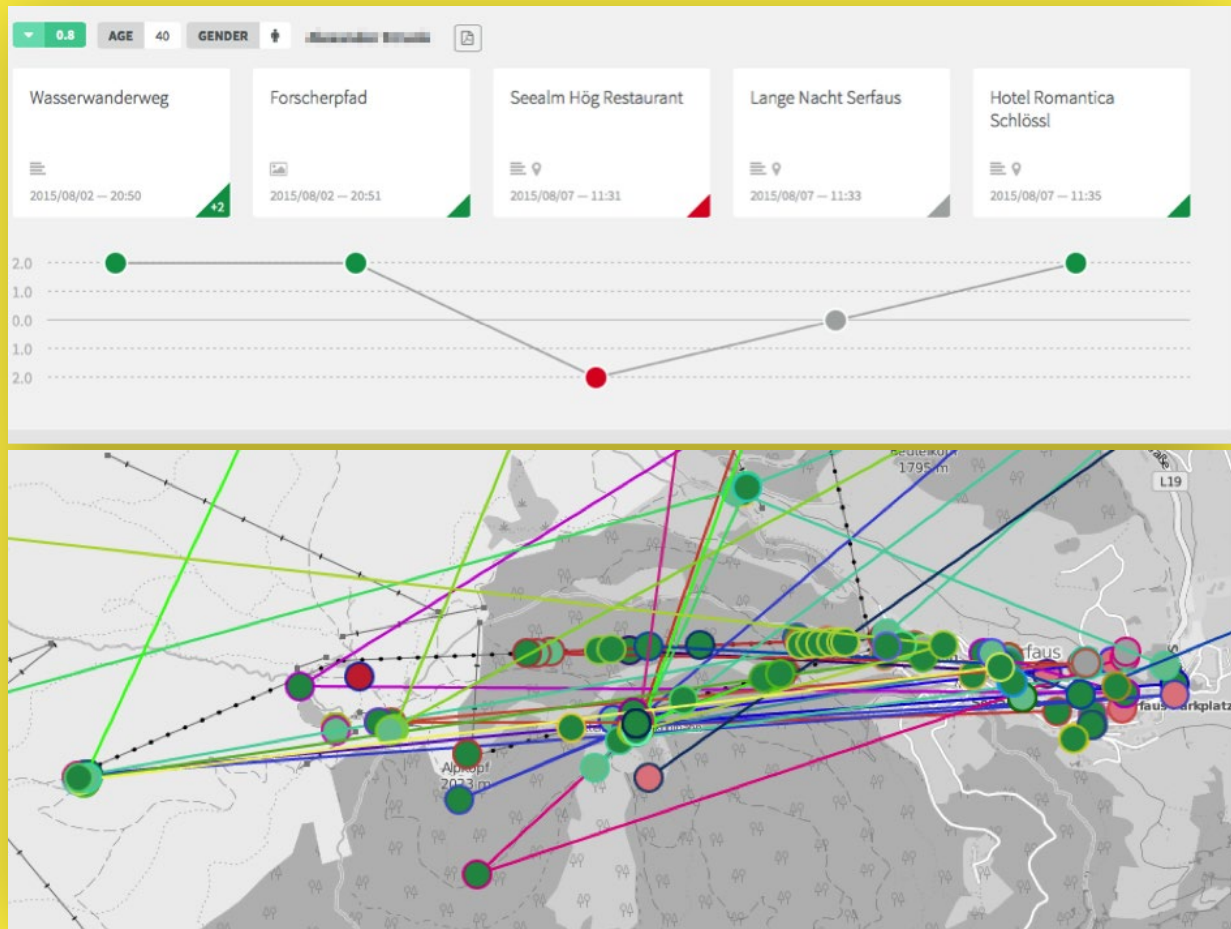 0.8 AGE 40 GENDER
Wasserwanderweg
2015/08/02 — 20:50
+2
Forscherpfad
2015/08/02 — 20:51
Seealm Hög Restaurant
2015/08/07 — 11:31
Lange Nacht Serfaus
2015/08/07 — 11:33
Hotel Romantica
Schlössl
2015/08/07 — 11:35
2.0
1.0
0.0
1.0
2.0
1795 m
L19
rfaus
Alpkopf
2023 m